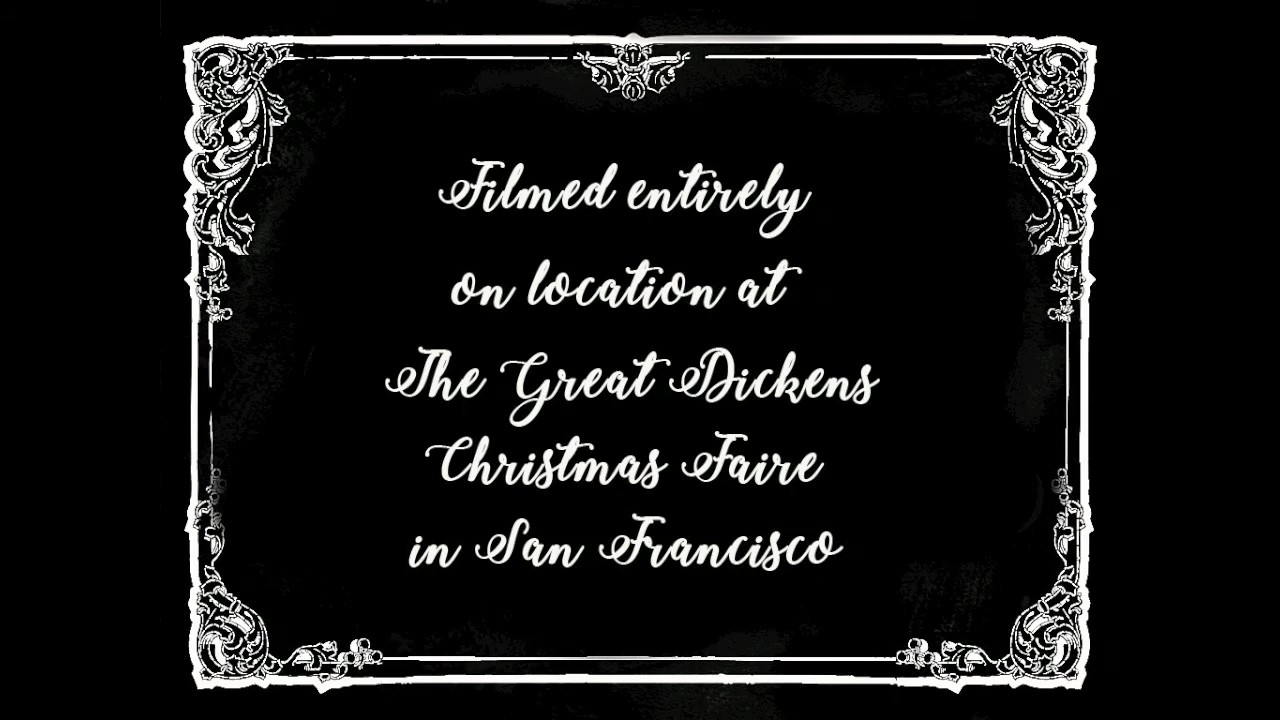 Filmed entirely
on location at
The Great Dickens
Christmas Faire
in San Francisco